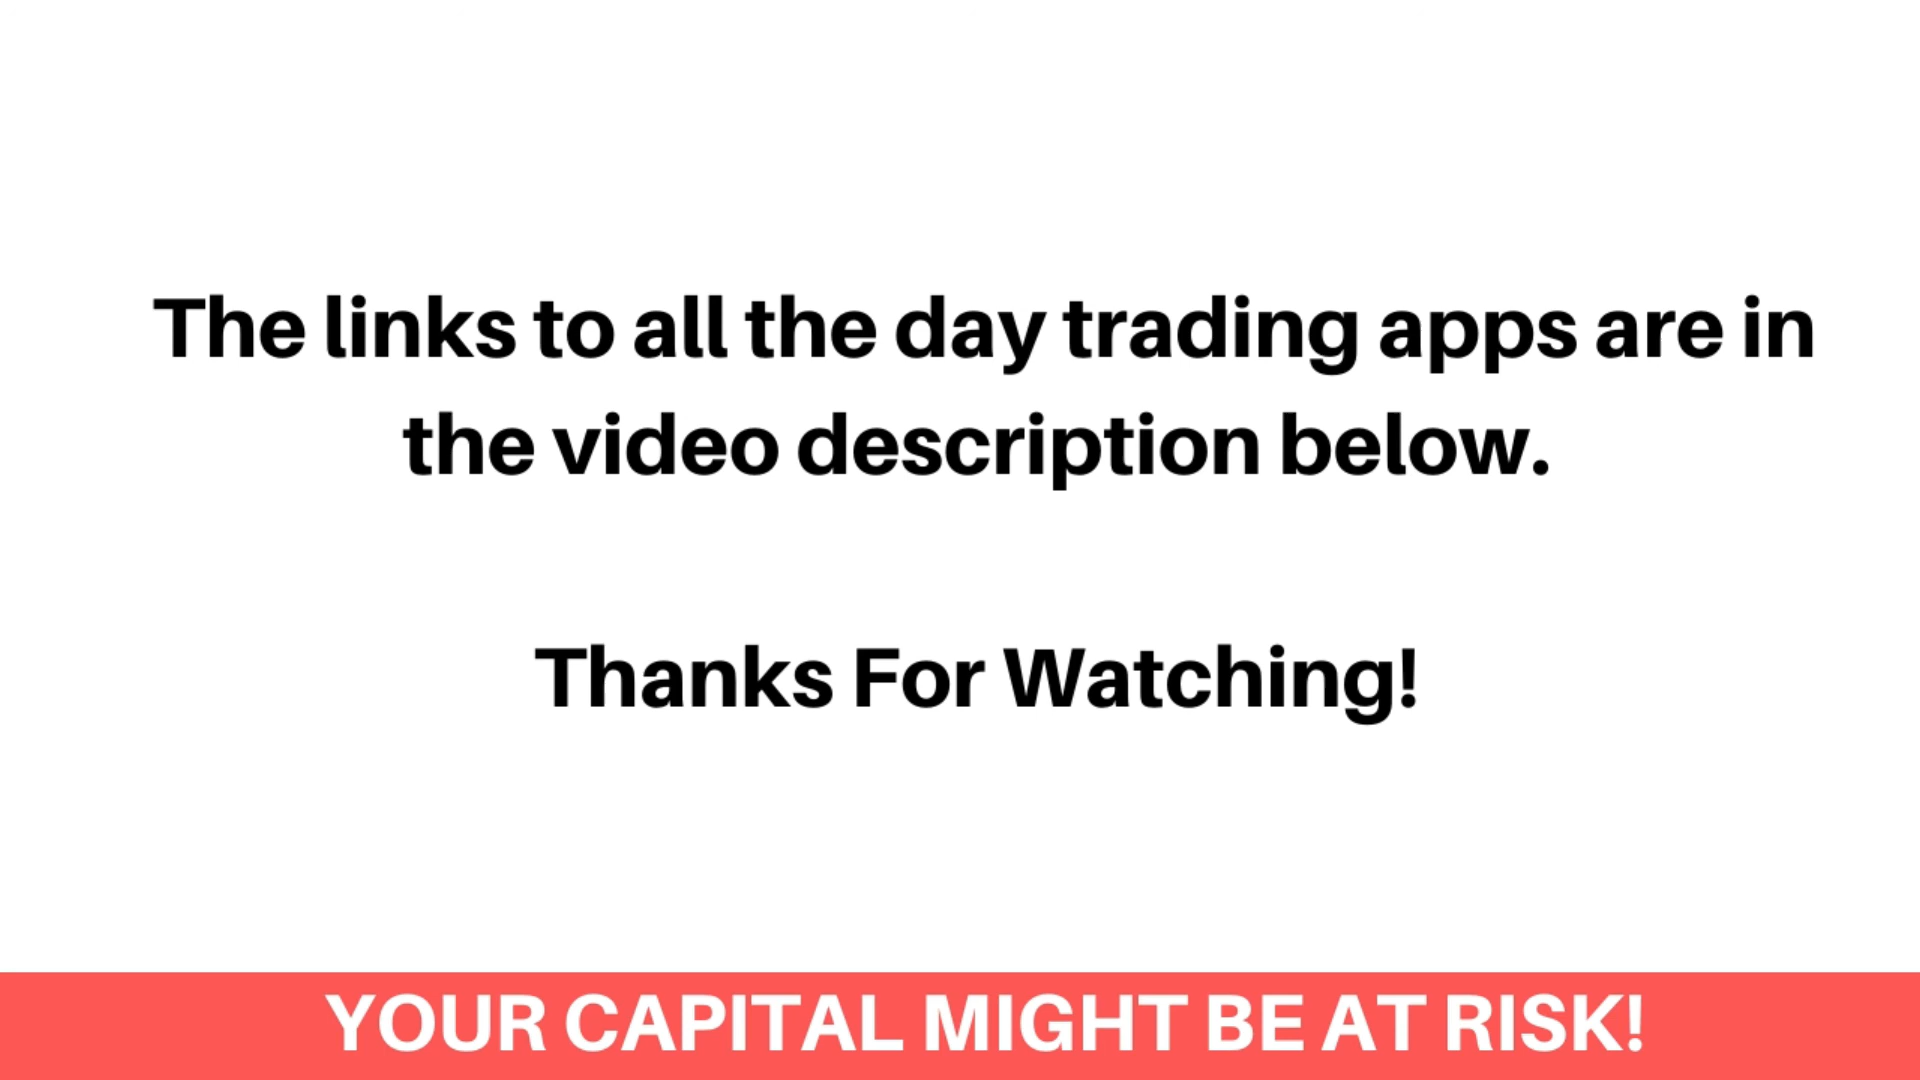 The links to all the day trading apps are in
the video description below.
Thanks For Watching!
YOUR CAPITAL MIGHT BE AT RISK!